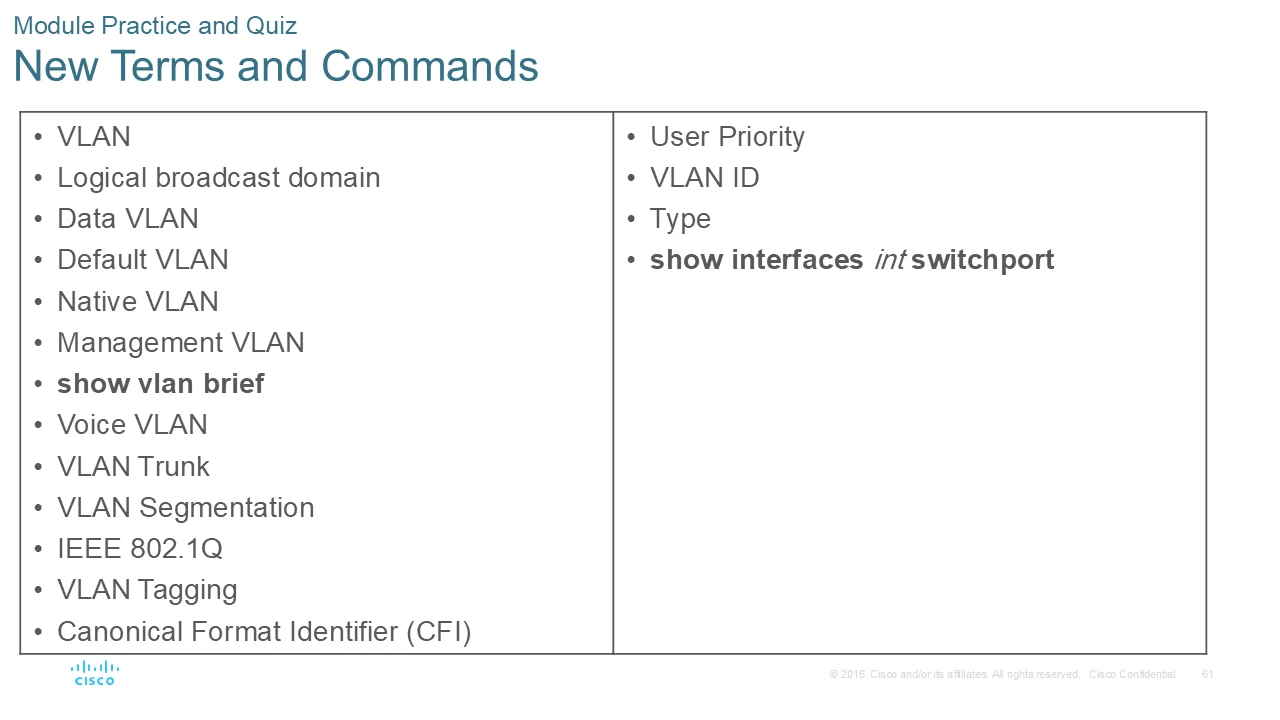 Module Practice and Quiz
New Terms and Commands
• VLAN
• Logical broadcast domain
• Data VLAN
• Default VLAN
• Native VLAN
• Management VLAN
• show vlan brief
• Voice VLAN
• VLAN Trunk
• VLAN Segmentation
• IEEE 802.1Q
• VLAN Tagging
• Canonical Format Identifier (CFI)
• User Priority
• VLAN ID
• Type
• show interfaces int switchport
CISCO
© 2016 Cisco and/or its affiliates. All rights reserved. Cisco Confidential 61